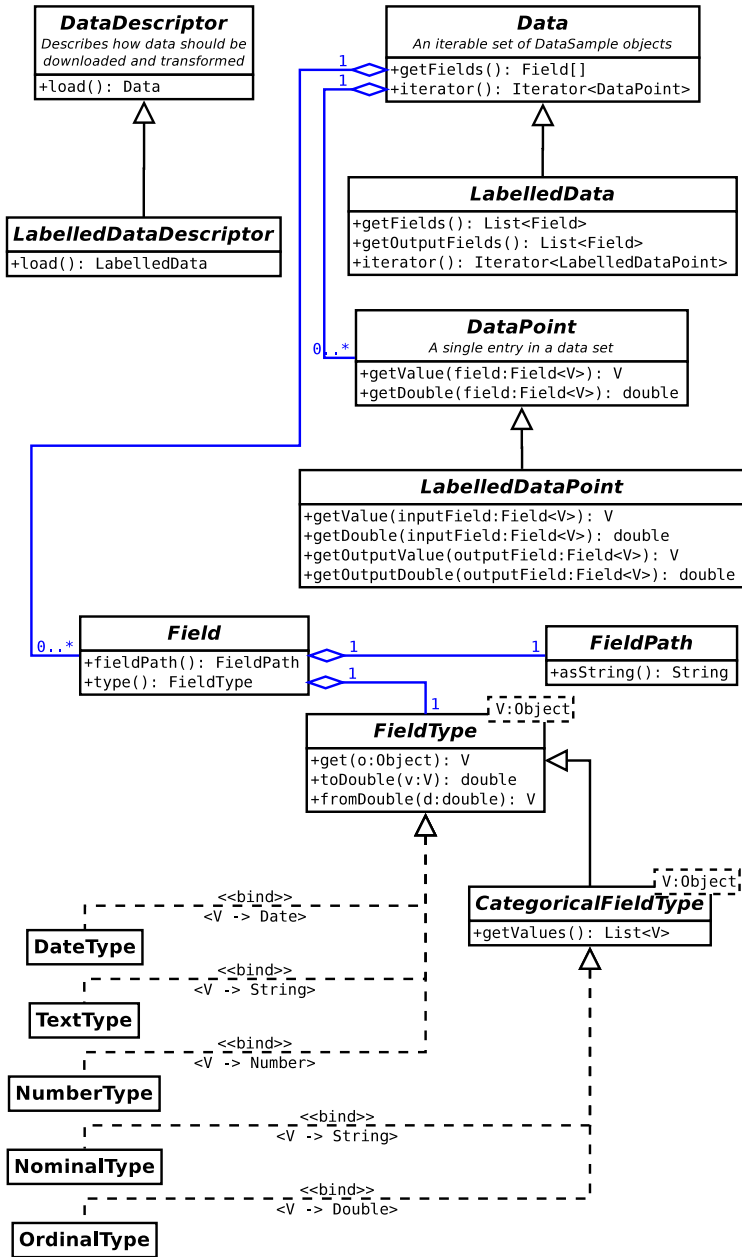 DataDescriptor
Describes how data should be
downloaded and transformed
+load(): Data
Data
An iterable set of DataSample objects
+getFields(): Field[]
+iterator(): Iterator<DataPoint>
1
1
LabelledDataDescriptor
+load(): LabelledData
LabelledData
+getFields(): List<Field>
+getOutputFields(): List<Field>
+iterator(): Iterator<LabelledDataPoint>
0..*
DataPoint
A single entry in a data set
+getValue(field:Field<V>): V
+getDouble(field:Field<V>): double
LabelledDataPoint
+getValue(inputField:Field<V>): V
+getDouble(inputField:Field<V>): double
+getOutputValue(outputField:Field<V>): V
+getOutputDouble(outputField:Field<V>): double
0..*
Field
+fieldPath(): FieldPath
+type(): FieldType
1
1
1
1
FieldPath
+asString(): String
V:Object
FieldType
+get(o:Object): V
+toDouble(v:V): double
+fromDouble(d:double): V
V:Object
CategoricalFieldType
+getValues(): List<V>
<<bind>>
<V -> Date>
DateType
<<bind>>
<V -> String>
TextType
<<bind>>
<V -> Number>
NumberType
<<bind>>
<V -> String>
NominalType
<<bind>>
<V -> Double>
OrdinalType